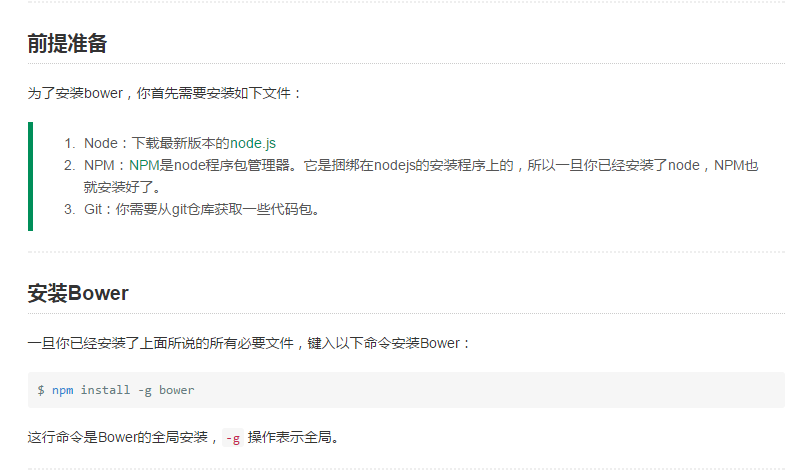 前提准备
为了安装bower，你首先需要安装如下文件：
1. Node：下载最新版本的node.js
2. NPM：NPM是node程序包管理器。它是捆绑在nodejs的安装程序上的，所以一旦你已经安装了node，NPM也
就安装好了。
3. Git：你需要从git仓库获取一些代码包。
安装Bower
一旦你已经安装了上面所说的所有必要文件，键入以下命令安装Bower：
$ npm install -g bower
这行命令是Bower的全局安装，-g 操作表示全局。